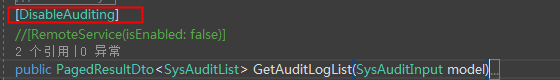 [DisableAuditing]
//[RemoteService(isEnabled: false)]
2 个引用|0 异常
public PagedResultDto<SysAuditList> GetAuditLogList(SysAuditInput model)...